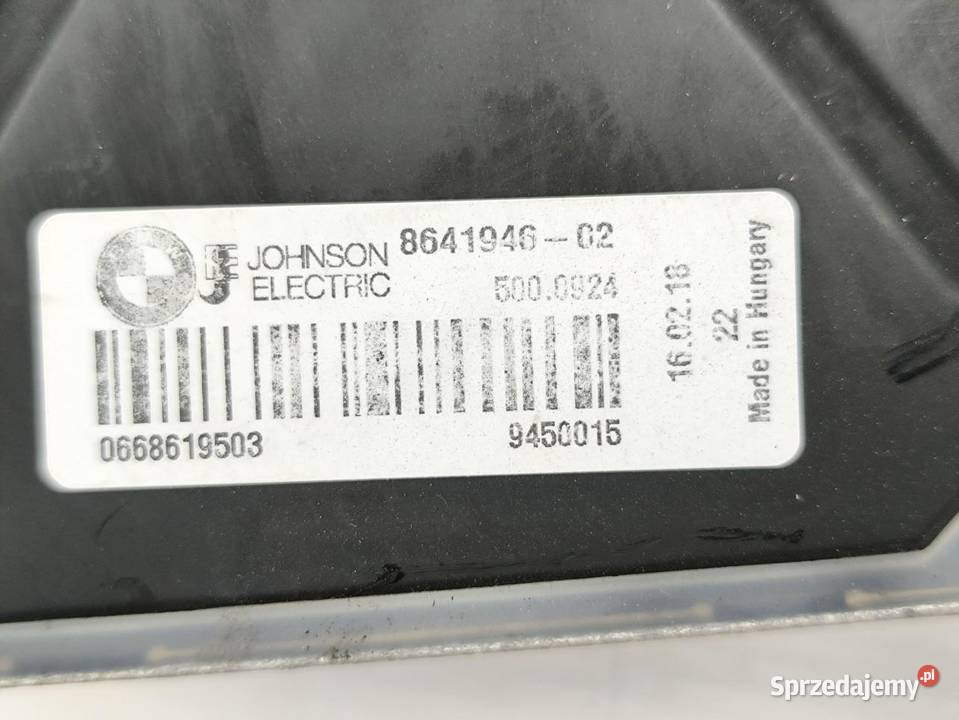 JOHNSON
ELECTRIC
8641946-02
500.0924
0668619503
9450015
16.02.18
22
Made in Hungary
Sprzedajemy.pl